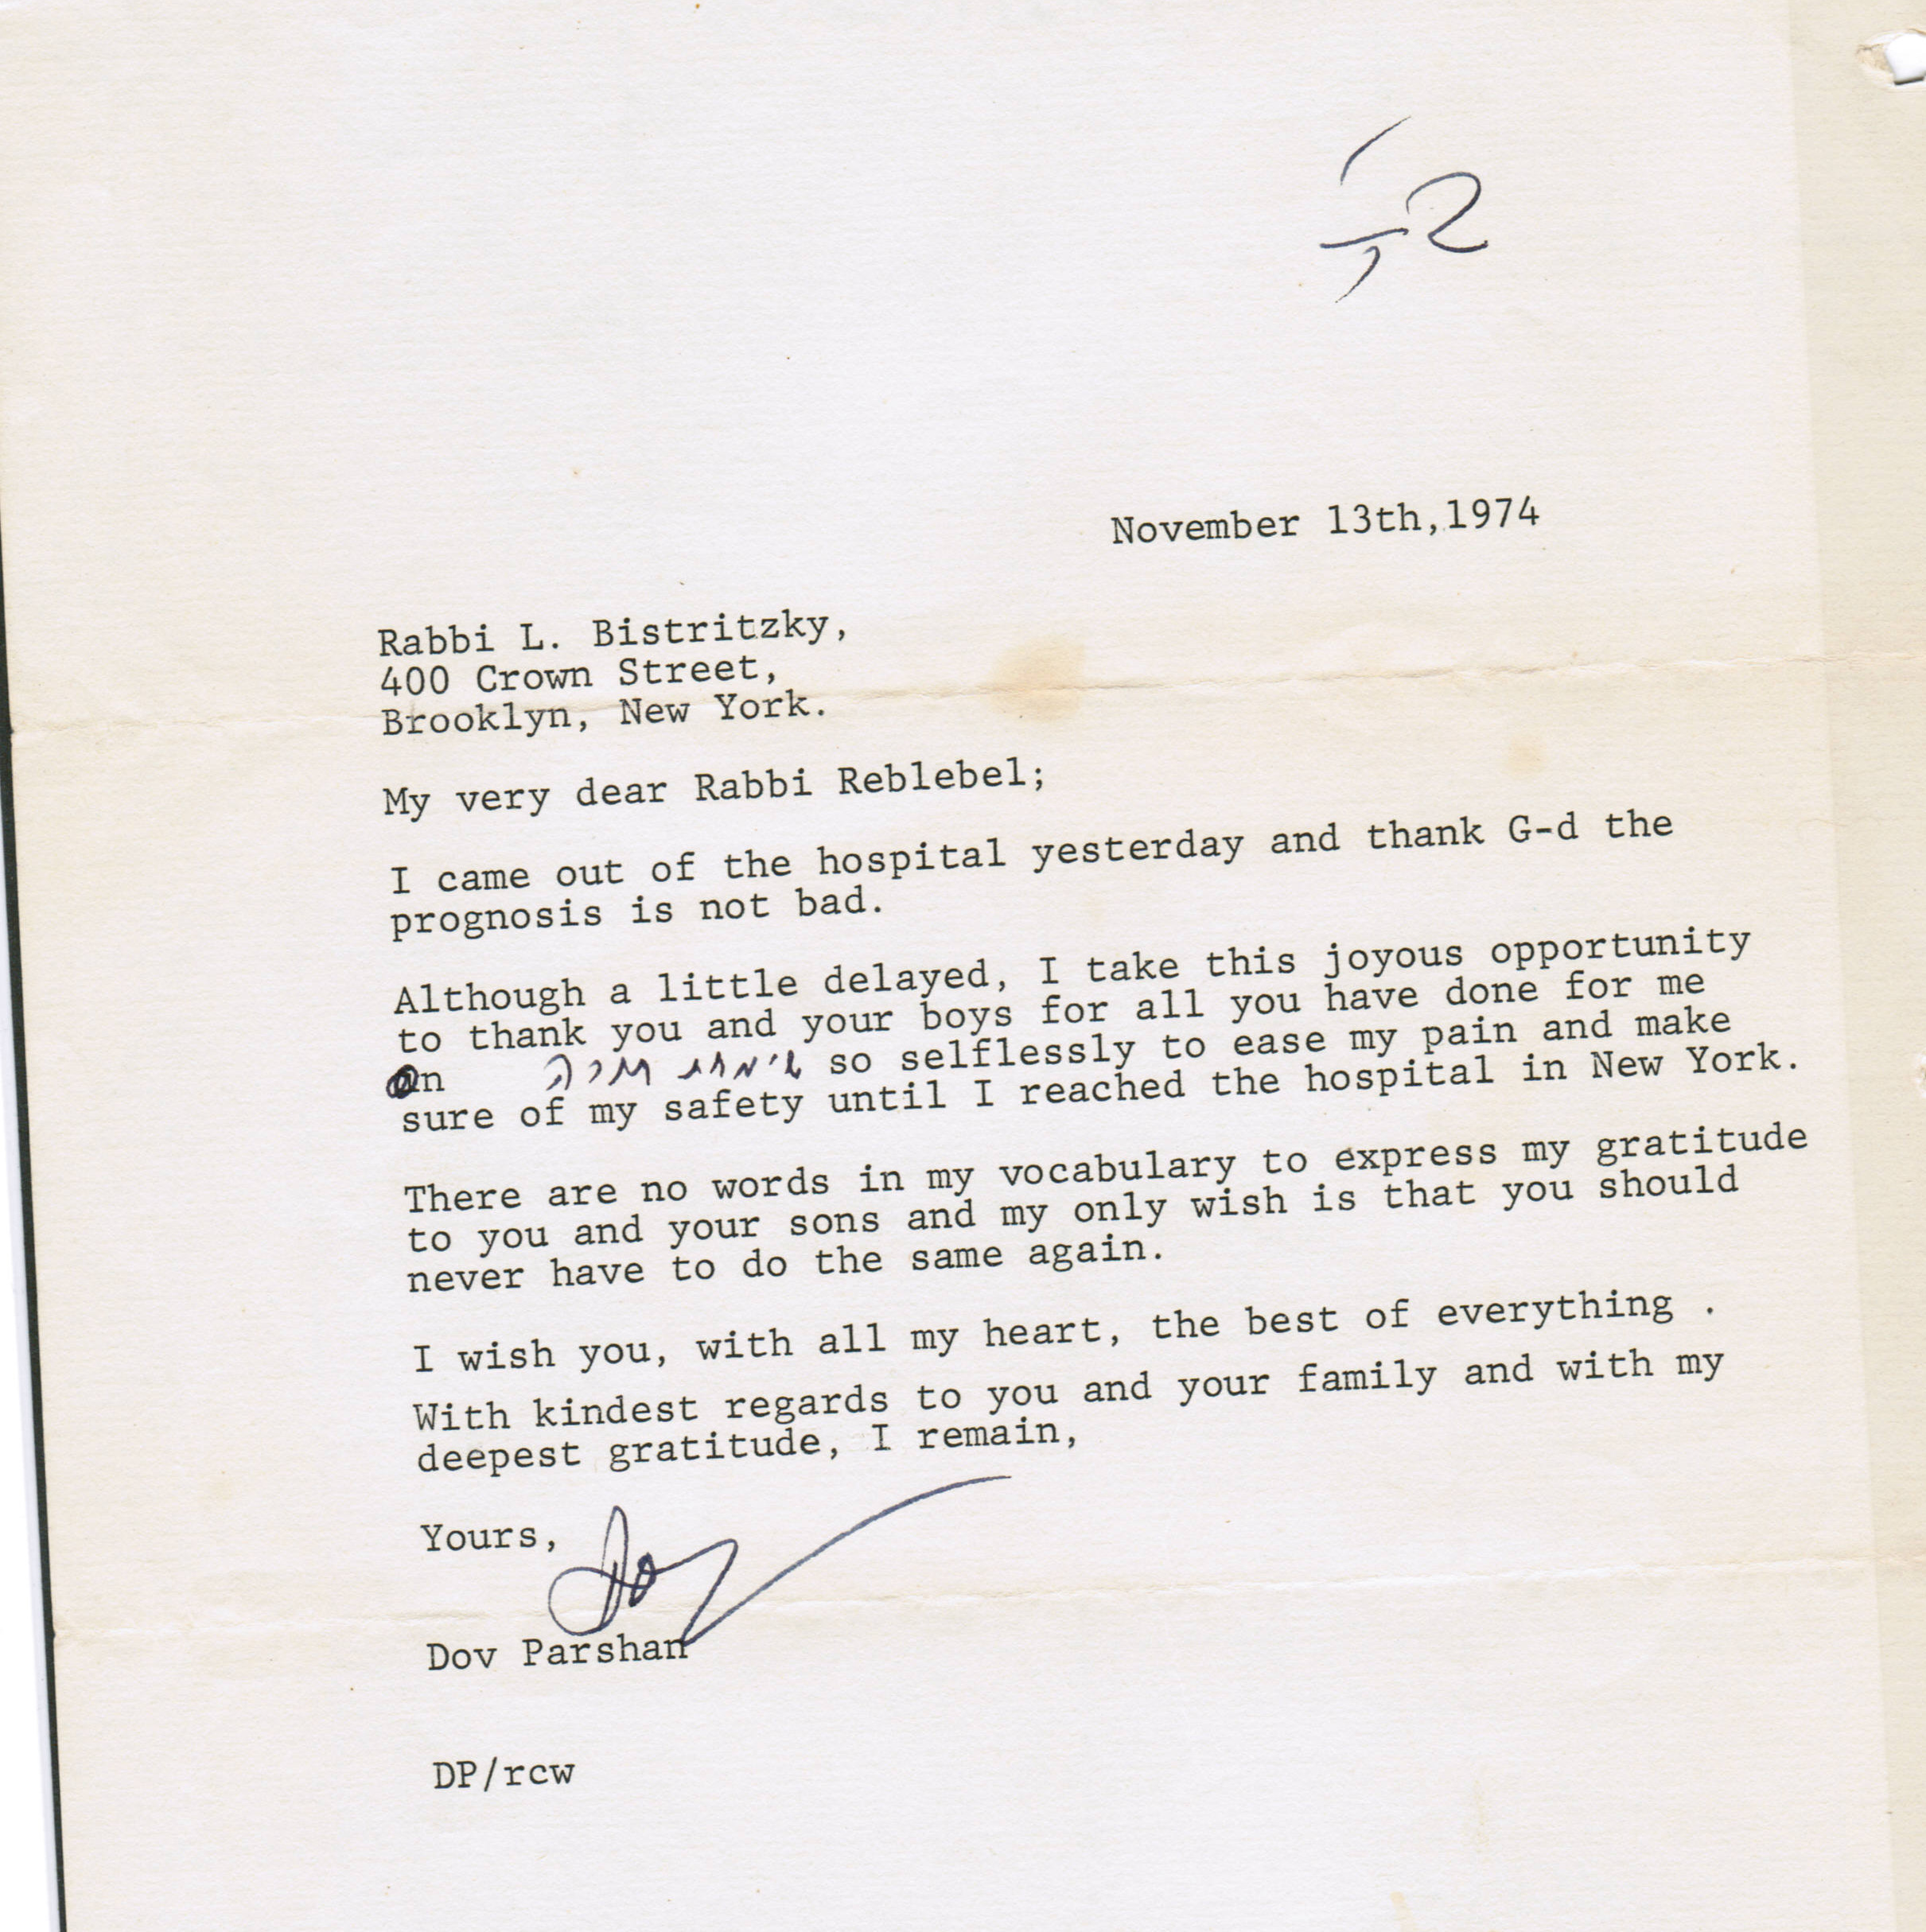 ב'ה
November 13th,1974
Rabbi L. Bistritzky,
400 Crown Street,
Brooklyn, New York.
My very dear Rabbi Reblebel;
I came out of the hospital yesterday and thank G-d the
prognosis is not bad.
Although a little delayed, I take this joyous opportunity
to thank you and your boys for all you have done for me
On שימחת תורה so selflessly to ease my pain and make
sure of my safety until I reached the hospital in New York.
There are no words in my vocabulary to express my gratitude
to you and your sons and my only wish is that you should
never have to do the same again.
I wish you, with all my heart, the best of everything .
With kindest regards to you and your family and with my
deepest gratitude, I remain,
Yours,
Dov
Dov Parshan
DP/rcw